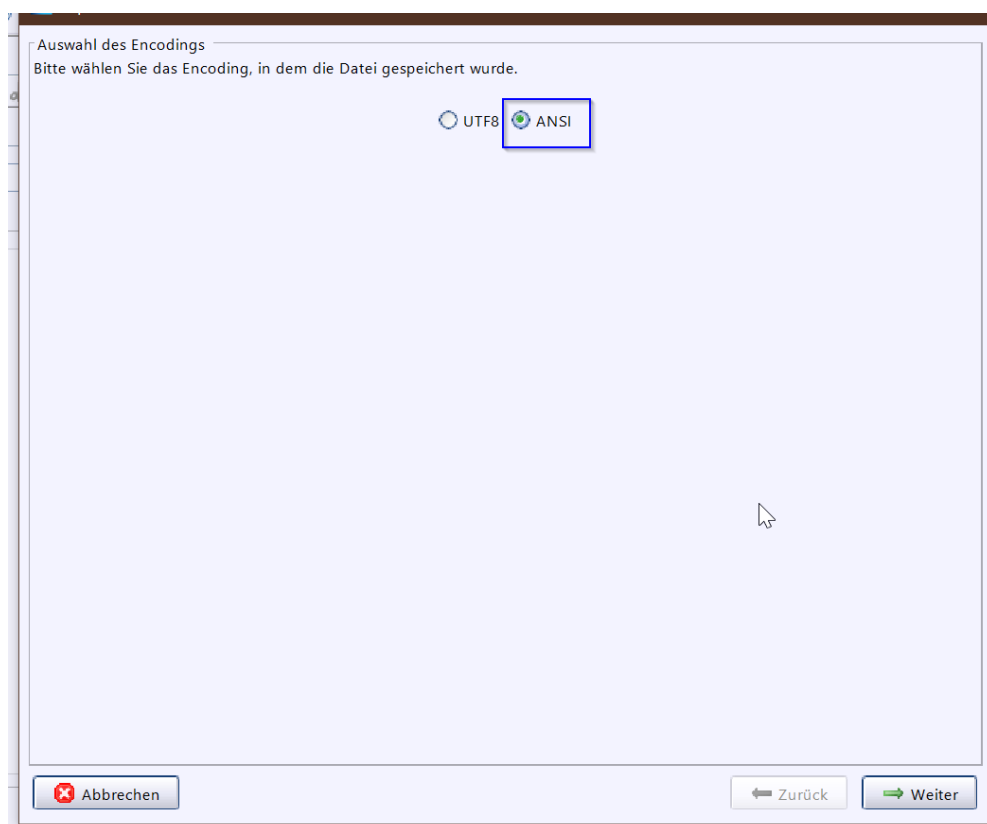 Auswahl des Encodings
Bitte wählen Sie das Encoding, in dem die Datei gespeichert wurde.
UTF8 ANSI
Abbrechen Zurück Weiter